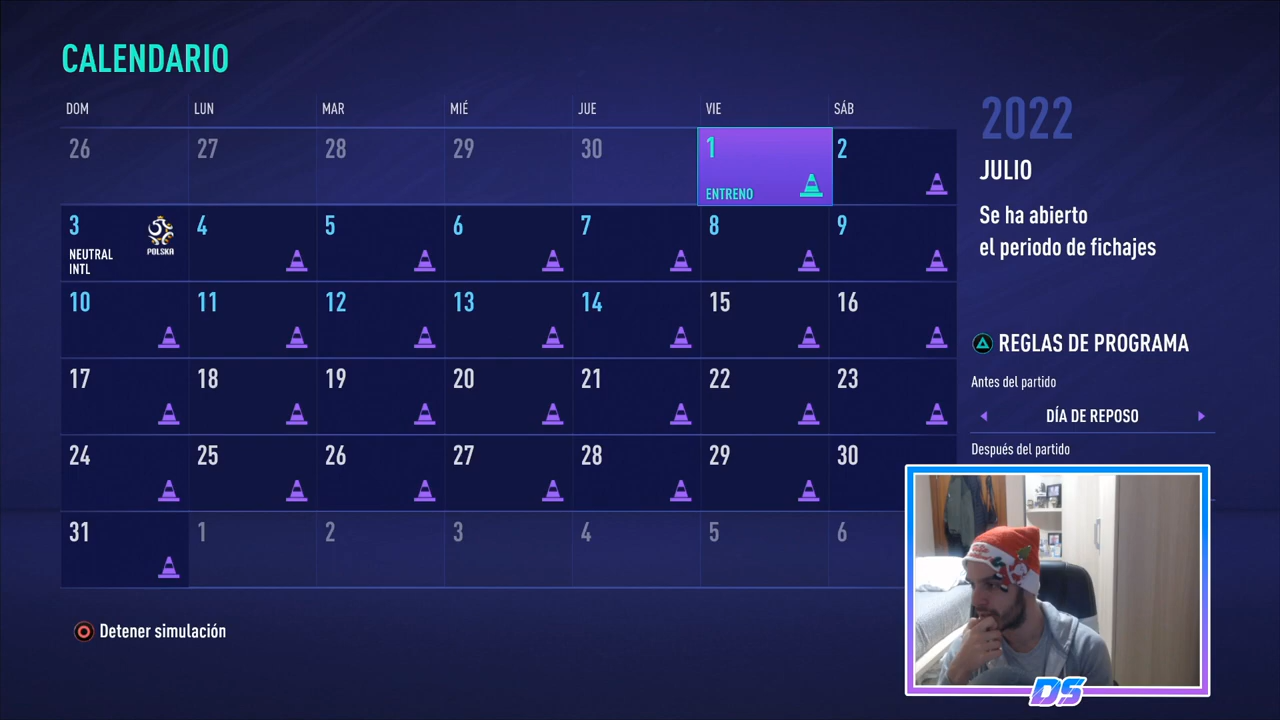 CALENDARIO
DOM LUN MAR MIÉ JUE VIE SÁB
26 27 28 29 30 1 2
ENTRENO
3 4 5 6 7 8 9
NEUTRAL
INTL
POLSKA
10 11 12 13 14 15 16
17 18 19 20 21 22 23
24 25 26 27 28 29 30
31 1 2 3 4 5 6
Detener simulación
2022
JULIO
Se ha abierto
el periodo de fichajes
REGLAS DE PROGRAMA
Antes del partido
DÍA DE REPOSO
Después del partido
DS